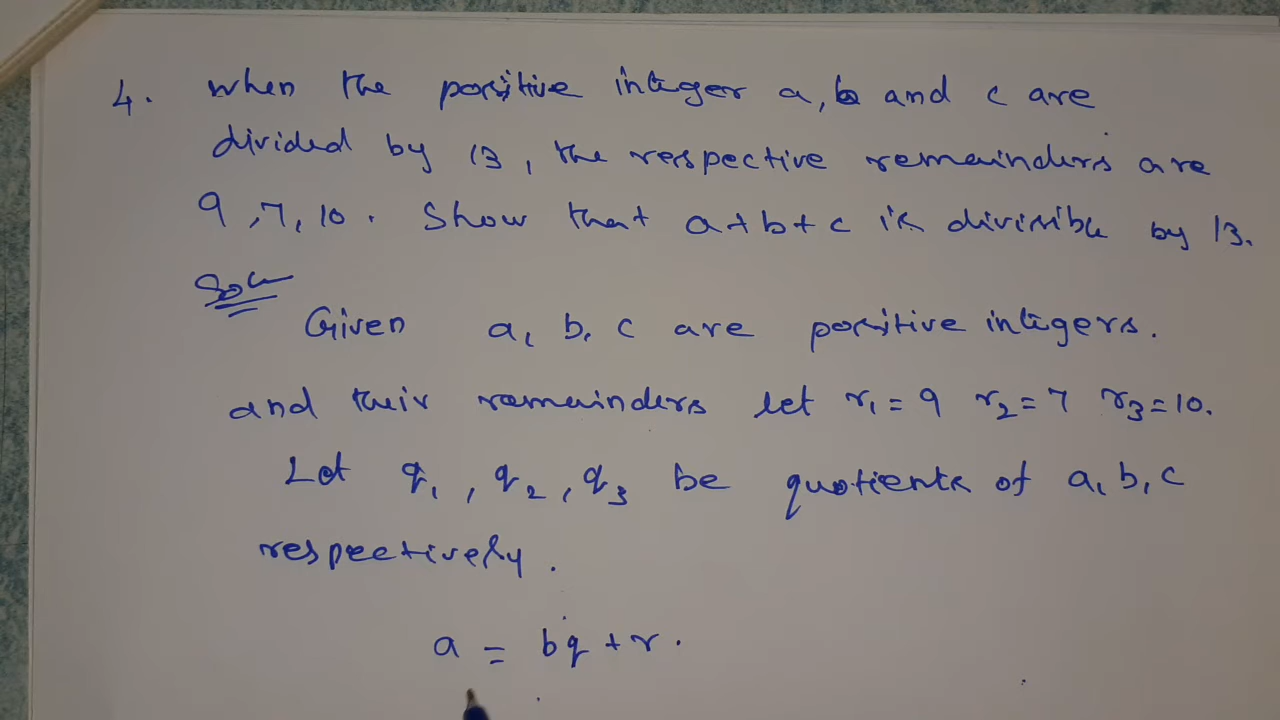 4. When the positive integer a, b and c are
divided by 13, the respective remainders are
9, 7, 10. Show that a+b+c is divisible by 13.
Soln
Given a, b, c are positive integers.
and their remainders let r1 = 9 r2 = 7 r3 = 10.
Let q1, q2, q3 be quotients of a, b, c
respectively.
a = bq + r.